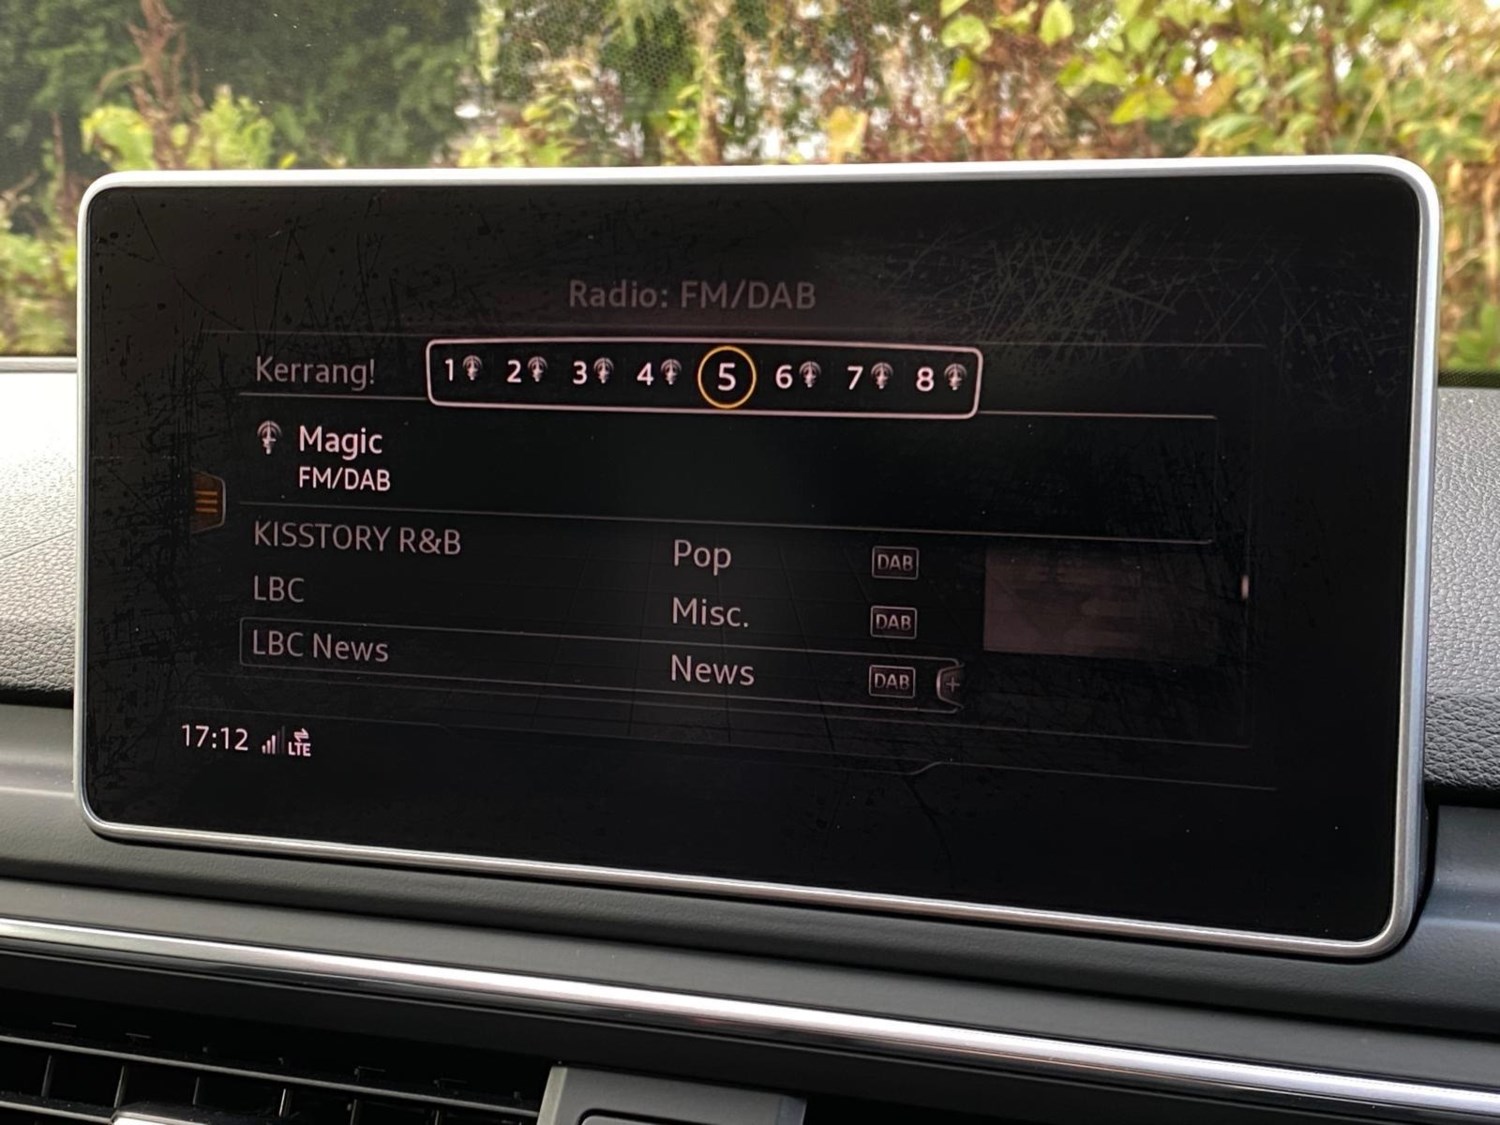 Radio: FM/DAB
Kerrang! 1 2 3 4 5 6 7 8
Magic
FM/DAB
KISSTORY R&B Pop DAB
LBC Misc. DAB
LBC News News DAB
17:12 LTE